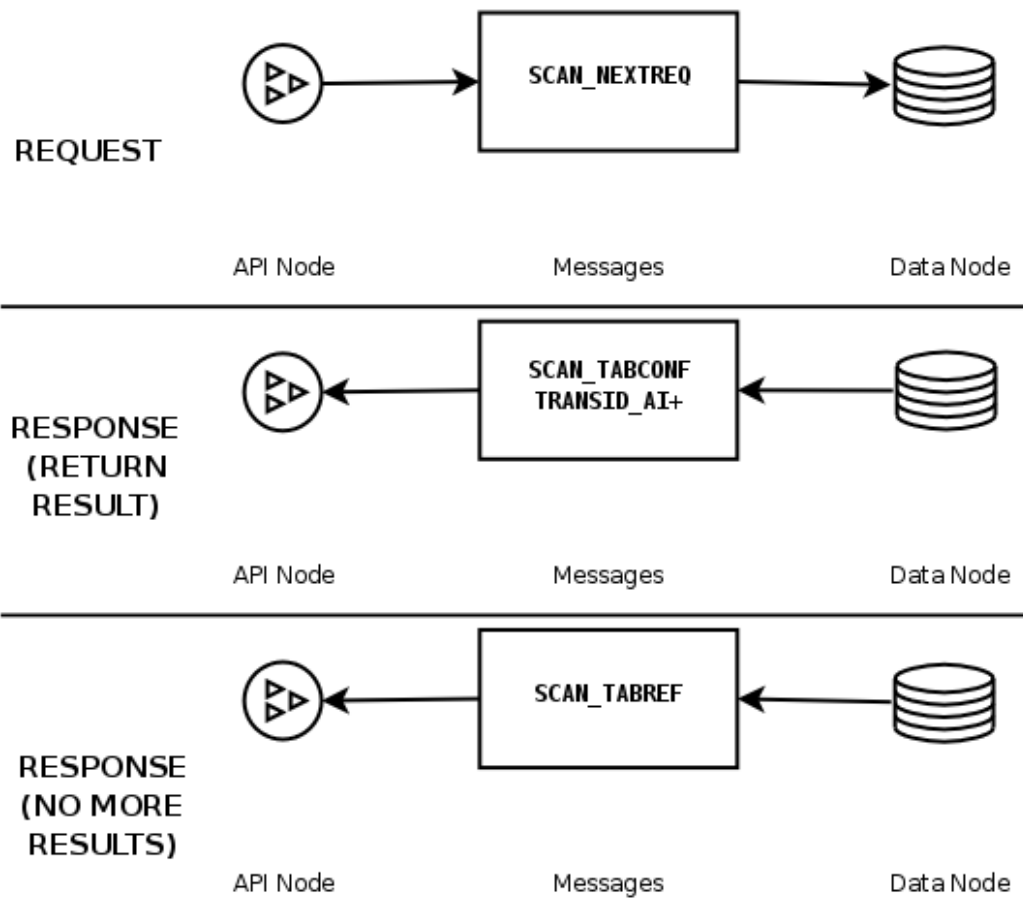 SCAN_NEXTREQ
REQUEST
API Node
Messages
Data Node
SCAN_TABCONF
TRANSID_AI+
RESPONSE
(RETURN
RESULT)
API Node
Messages
Data Node
SCAN_TABREF
RESPONSE
(NO MORE
RESULTS)
API Node
Messages
Data Node